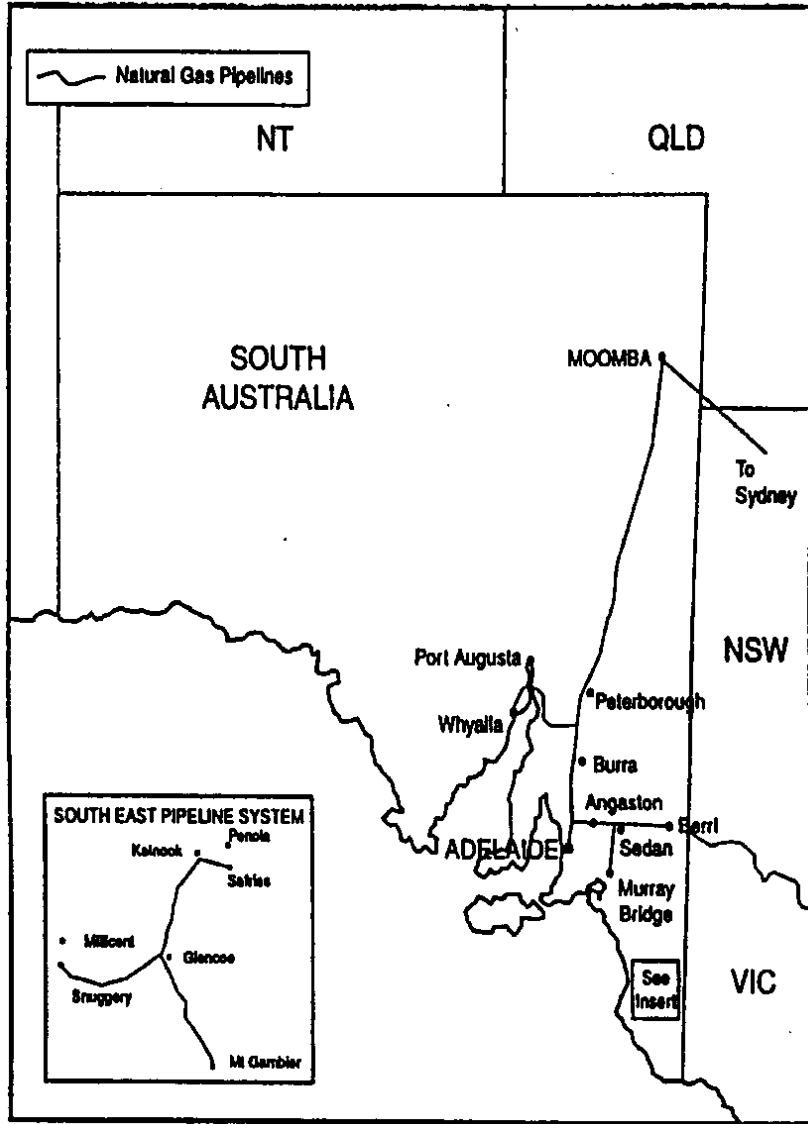 Natural Gas Pipelines
NT
QLD
SOUTH
AUSTRALIA
MOOMBA
To
Sydney
Port Augusta
NSW
Peterborough
Whyalla
Burra
SOUTH EAST PIPELINE SYSTEM
Penola
Katnook
Safries
Millicent
Glencoe
Snuggery
Mt Gambier
Angaston
Berri
ADELAIDE
Sedan
Murray
Bridge
See
Insert
VIC